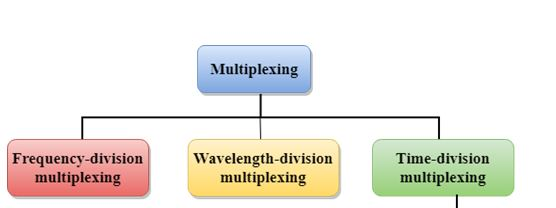 Multiplexing
Frequency-division
multiplexing
Wavelength-division
multiplexing
Time-division
multiplexing